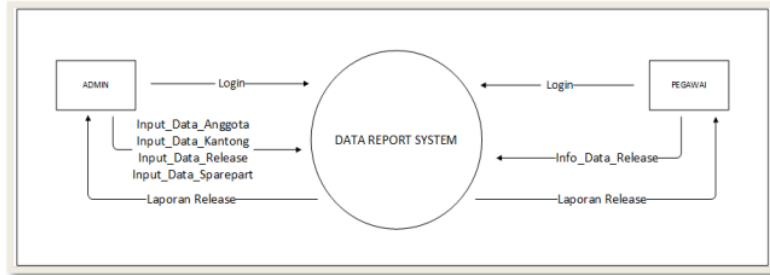 ADMIN
Login
Login
PEGAWAI
Input_Data_Anggota
Input_Data_Kantong
Input_Data_Release
Input_Data_Sparepart
DATA REPORT SYSTEM
Info_Data_Release
Laporan Release
Laporan Release